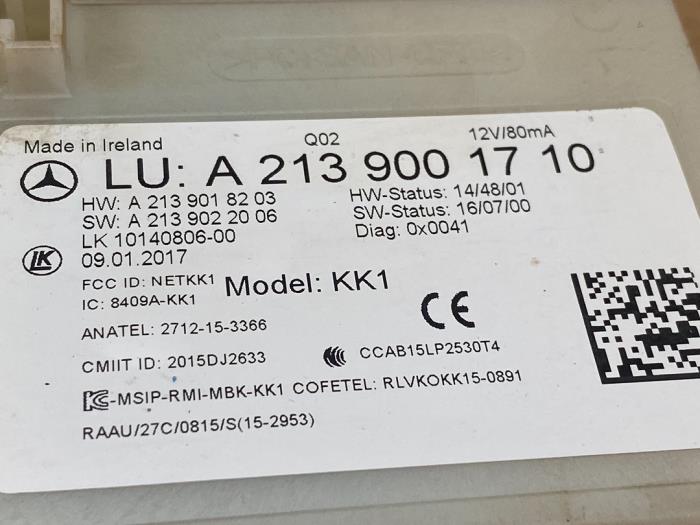 Made in Ireland
Q02
12V/80mA
LU: A 213 900 17 10
HW: A 213 901 82 03
HW-Status: 14/48/01
SW: A 213 902 20 06
SW-Status: 16/07/00
LK 10140806-00
Diag: 0x0041
LK
09.01.2017
FCC ID: NETKK1
Model: KK1
IC: 8409A-KK1
CE
ANATEL: 2712-15-3366
CMIIT ID: 2015DJ2633
CCAB15LP2530T4
-MSIP-RMI-MBK-KK1 COFETEL: RLVKOKK15-0891
RAAU/27C/0815/S(15-2953)